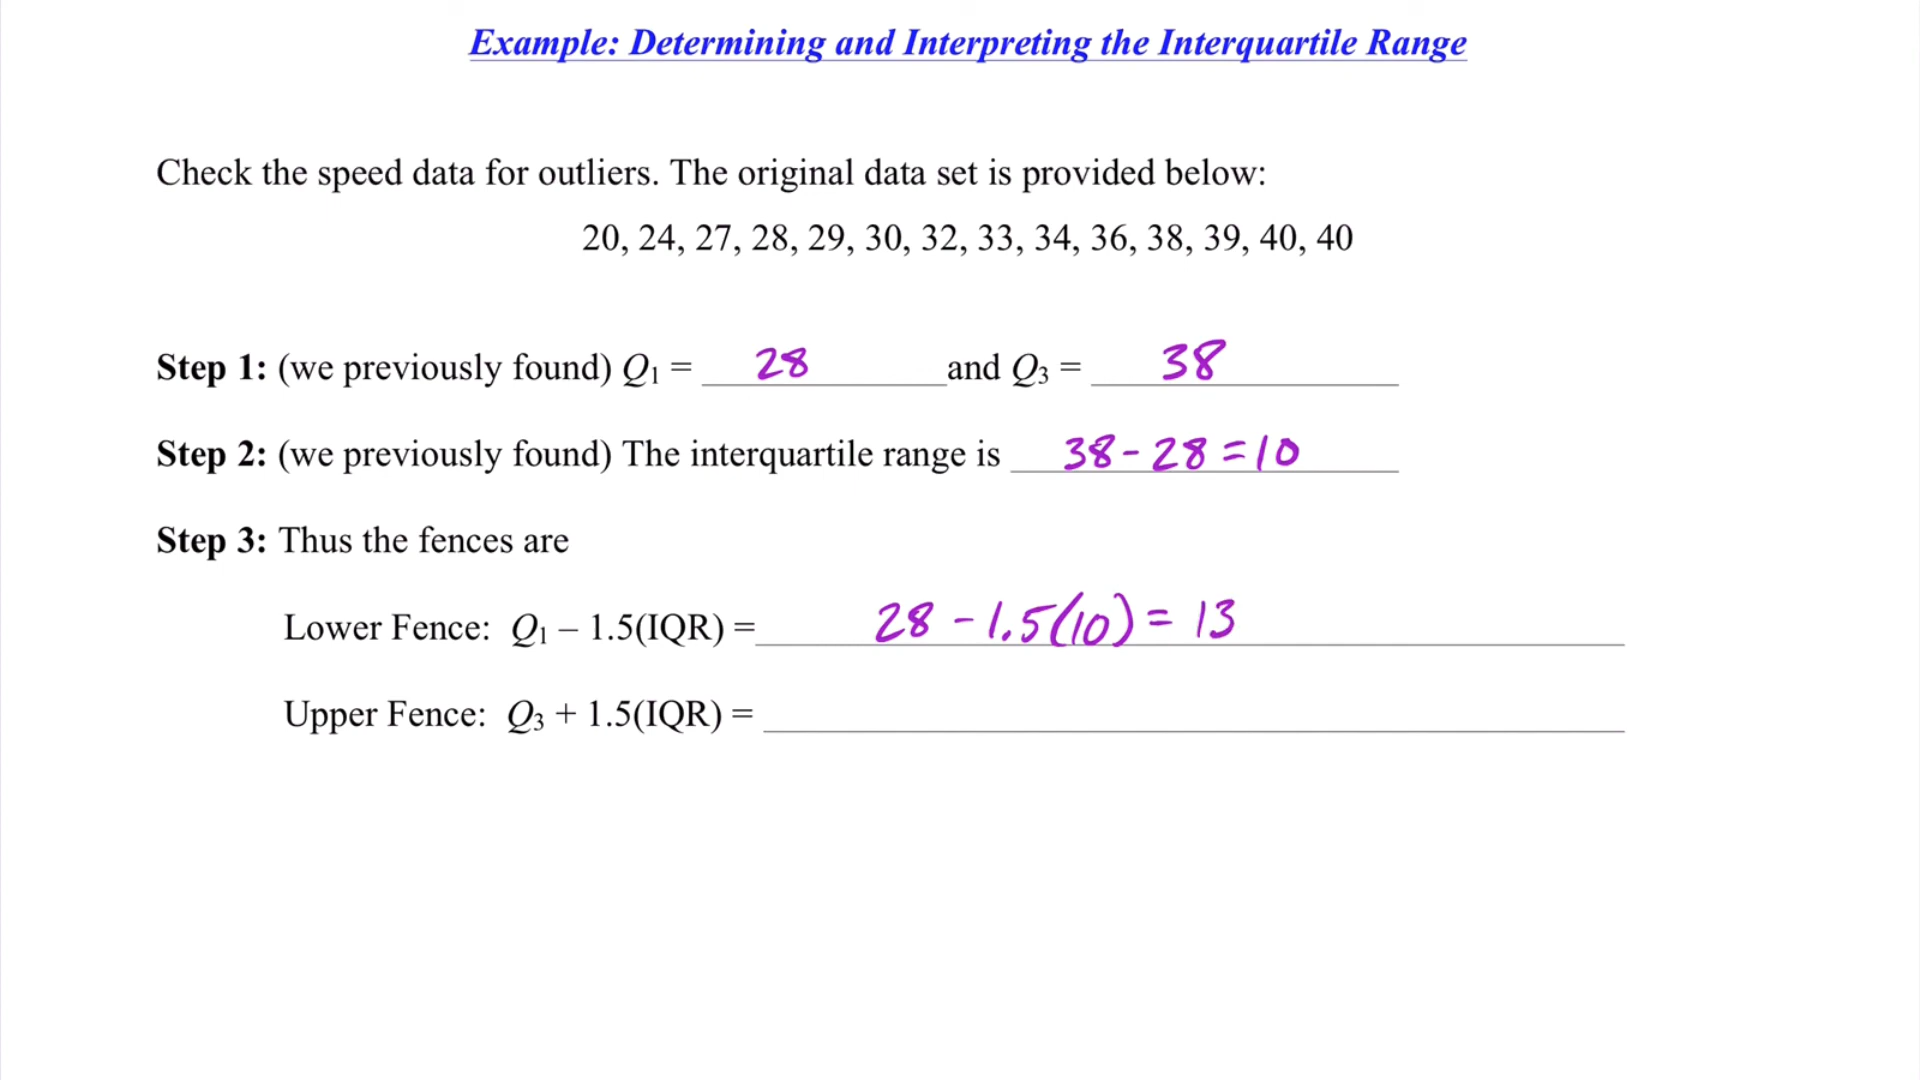 Example: Determining and Interpreting the Interquartile Range
Check the speed data for outliers. The original data set is provided below:
20, 24, 27, 28, 29, 30, 32, 33, 34, 36, 38, 39, 40, 40
Step 1: (we previously found) Q₁ = 28 and Q₃ = 38
Step 2: (we previously found) The interquartile range is 38 - 28 = 10
Step 3: Thus the fences are
Lower Fence: Q₁ – 1.5(IQR) = 28 - 1.5(10) = 13
Upper Fence: Q₃ + 1.5(IQR) =